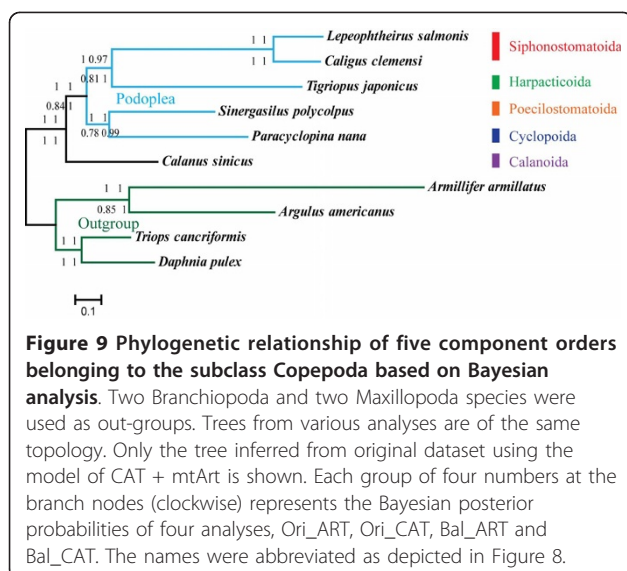 Lepeophtheirus salmonis
1 1
1 0.97
Caligus clemensi
1 1
0.81 1
Tigriopus japonicus
1 1
Podoplea
0.84 1
1 1
Sinergasilus polycolpus
0.78 0.99
Paracyclopina nana
1 1
1 1
Calanus sinicus
1 1
Armillifer armillatus
0.85 1
Argulus americanus
Outgroup
1 1
Triops cancriformis
1 1
Daphnia pulex
0.1
Siphonostomatoida
Harpacticoida
Poecilostomatoida
Cyclopoida
Calanoida
Figure 9 Phylogenetic relationship of five component orders
belonging to the subclass Copepoda based on Bayesian
analysis. Two Branchiopoda and two Maxillopoda species were
used as out-groups. Trees from various analyses are of the same
topology. Only the tree inferred from original dataset using the
model of CAT + mtArt is shown. Each group of four numbers at the
branch nodes (clockwise) represents the Bayesian posterior
probabilities of four analyses, Ori_ART, Ori_CAT, Bal_ART and
Bal_CAT. The names were abbreviated as depicted in Figure 8.